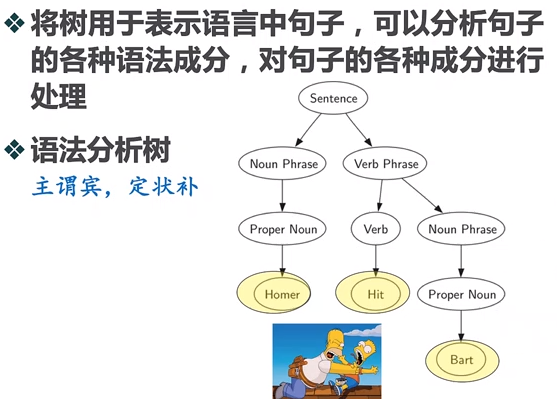 将树用于表示语言中句子，可以分析句子
的各种语法成分，对句子的各种成分进行
处理
语法分析树
主谓宾，定状补
Sentence
Noun Phrase
Verb Phrase
Proper Noun
Verb
Noun Phrase
Homer
Hit
Proper Noun
Bart